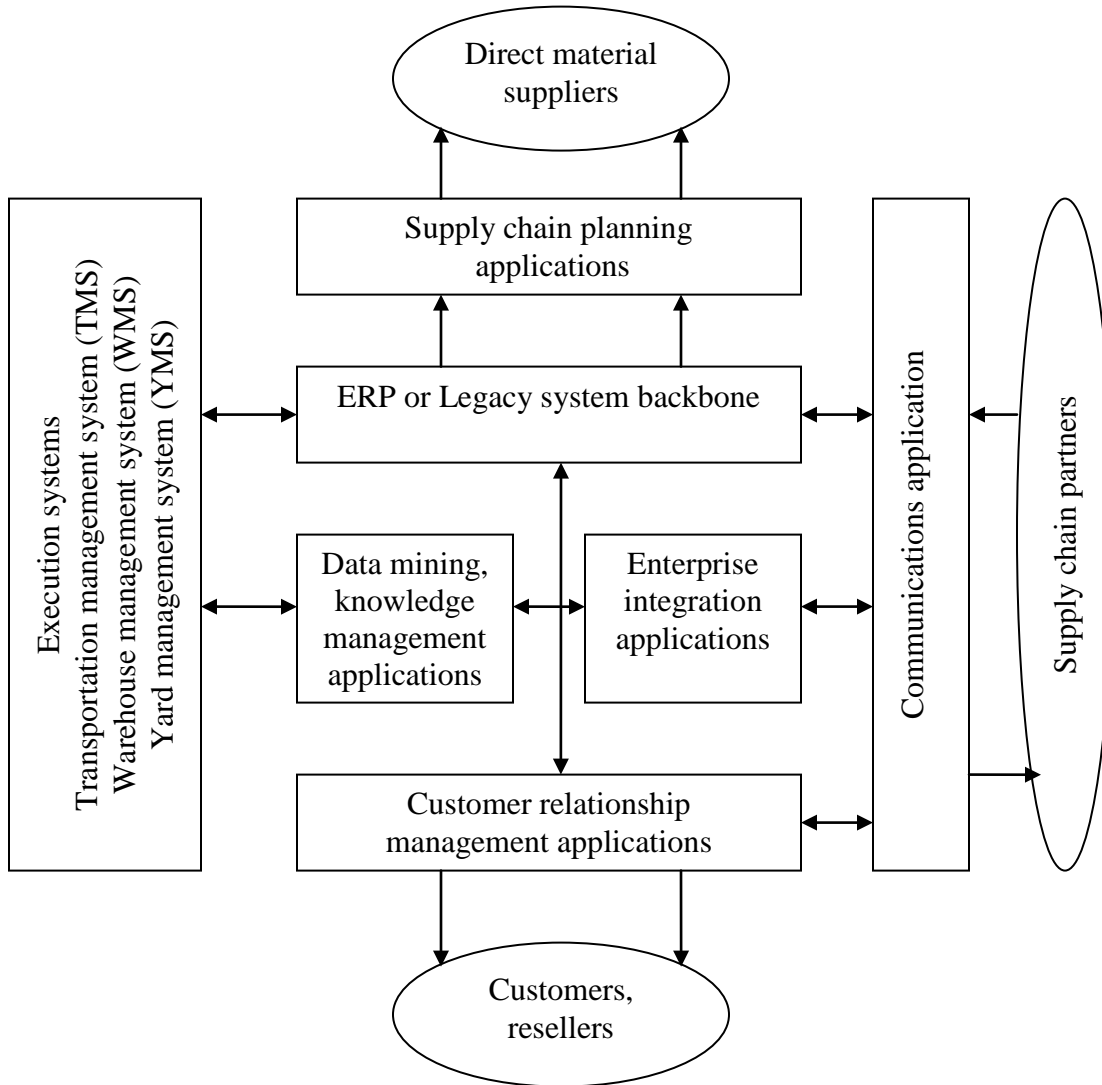 Direct material
suppliers
Supply chain planning
applications
Execution systems
Transportation management system (TMS)
Warehouse management system (WMS)
Yard management system (YMS)
ERP or Legacy system backbone
Data mining,
knowledge
management
applications
Enterprise
integration
applications
Communications application
Supply chain partners
Customer relationship
management applications
Customers,
resellers